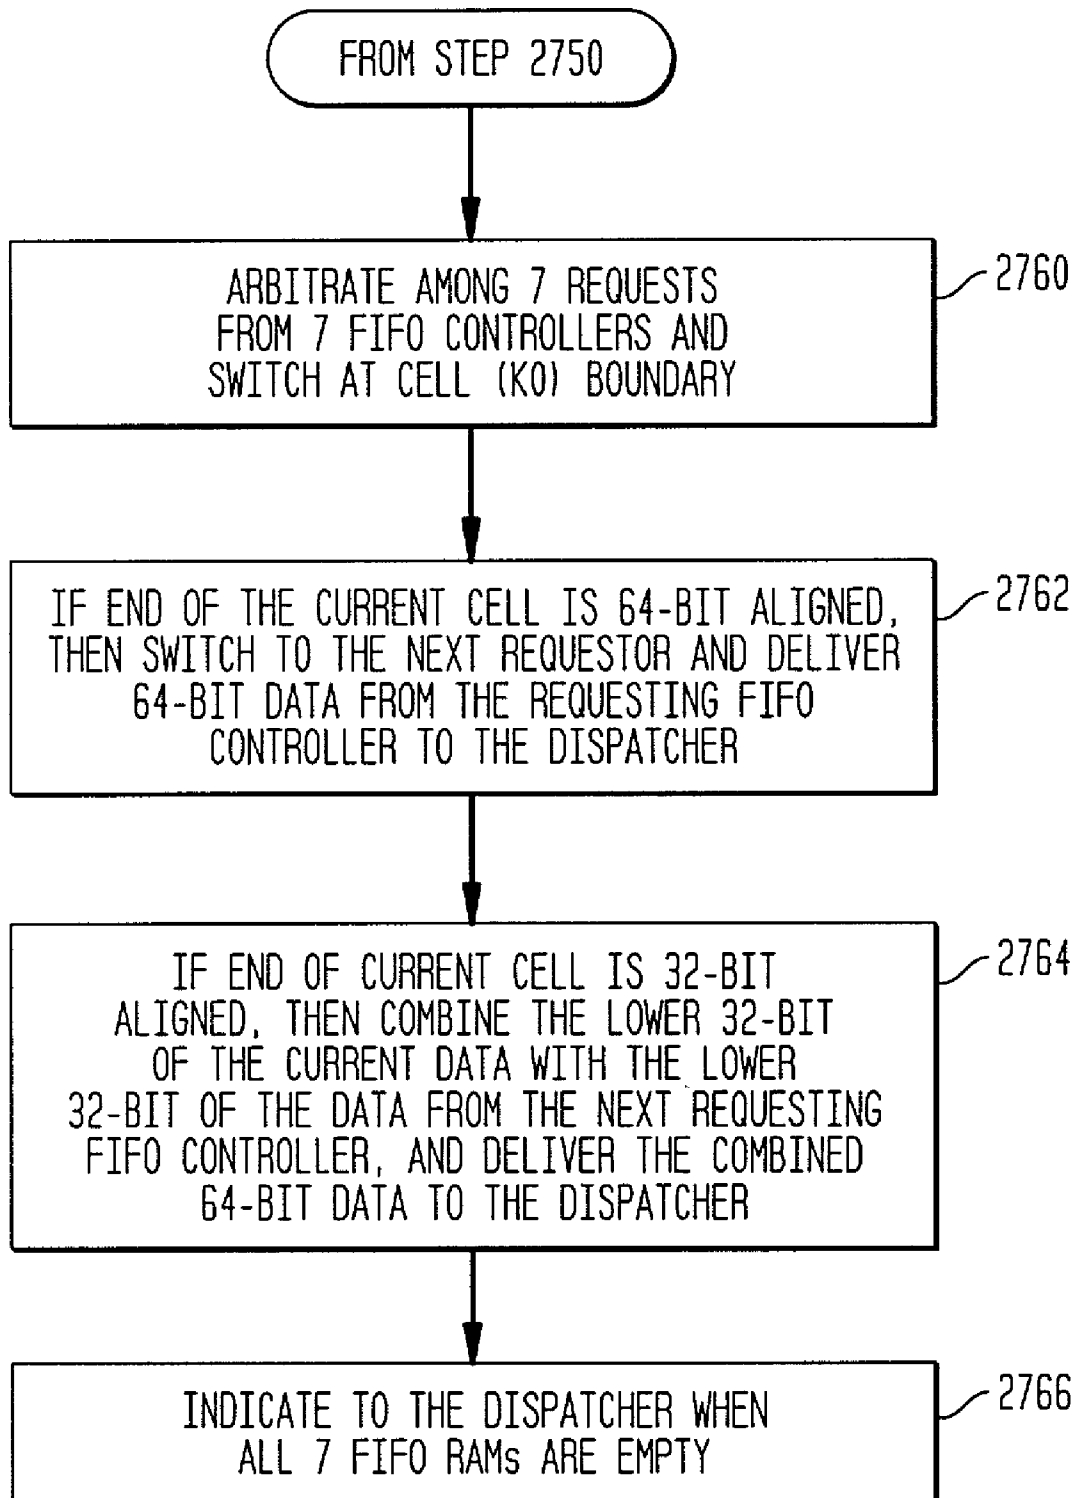 FROM STEP 2750
ARBITRATE AMONG 7 REQUESTS
FROM 7 FIFO CONTROLLERS AND
SWITCH AT CELL (K0) BOUNDARY
2760
IF END OF THE CURRENT CELL IS 64-BIT ALIGNED,
THEN SWITCH TO THE NEXT REQUESTOR AND DELIVER
64-BIT DATA FROM THE REQUESTING FIFO
CONTROLLER TO THE DISPATCHER
2762
IF END OF CURRENT CELL IS 32-BIT
ALIGNED, THEN COMBINE THE LOWER 32-BIT
OF THE CURRENT DATA WITH THE LOWER
32-BIT OF THE DATA FROM THE NEXT REQUESTING
FIFO CONTROLLER, AND DELIVER THE COMBINED
64-BIT DATA TO THE DISPATCHER
2764
INDICATE TO THE DISPATCHER WHEN
ALL 7 FIFO RAMs ARE EMPTY
2766